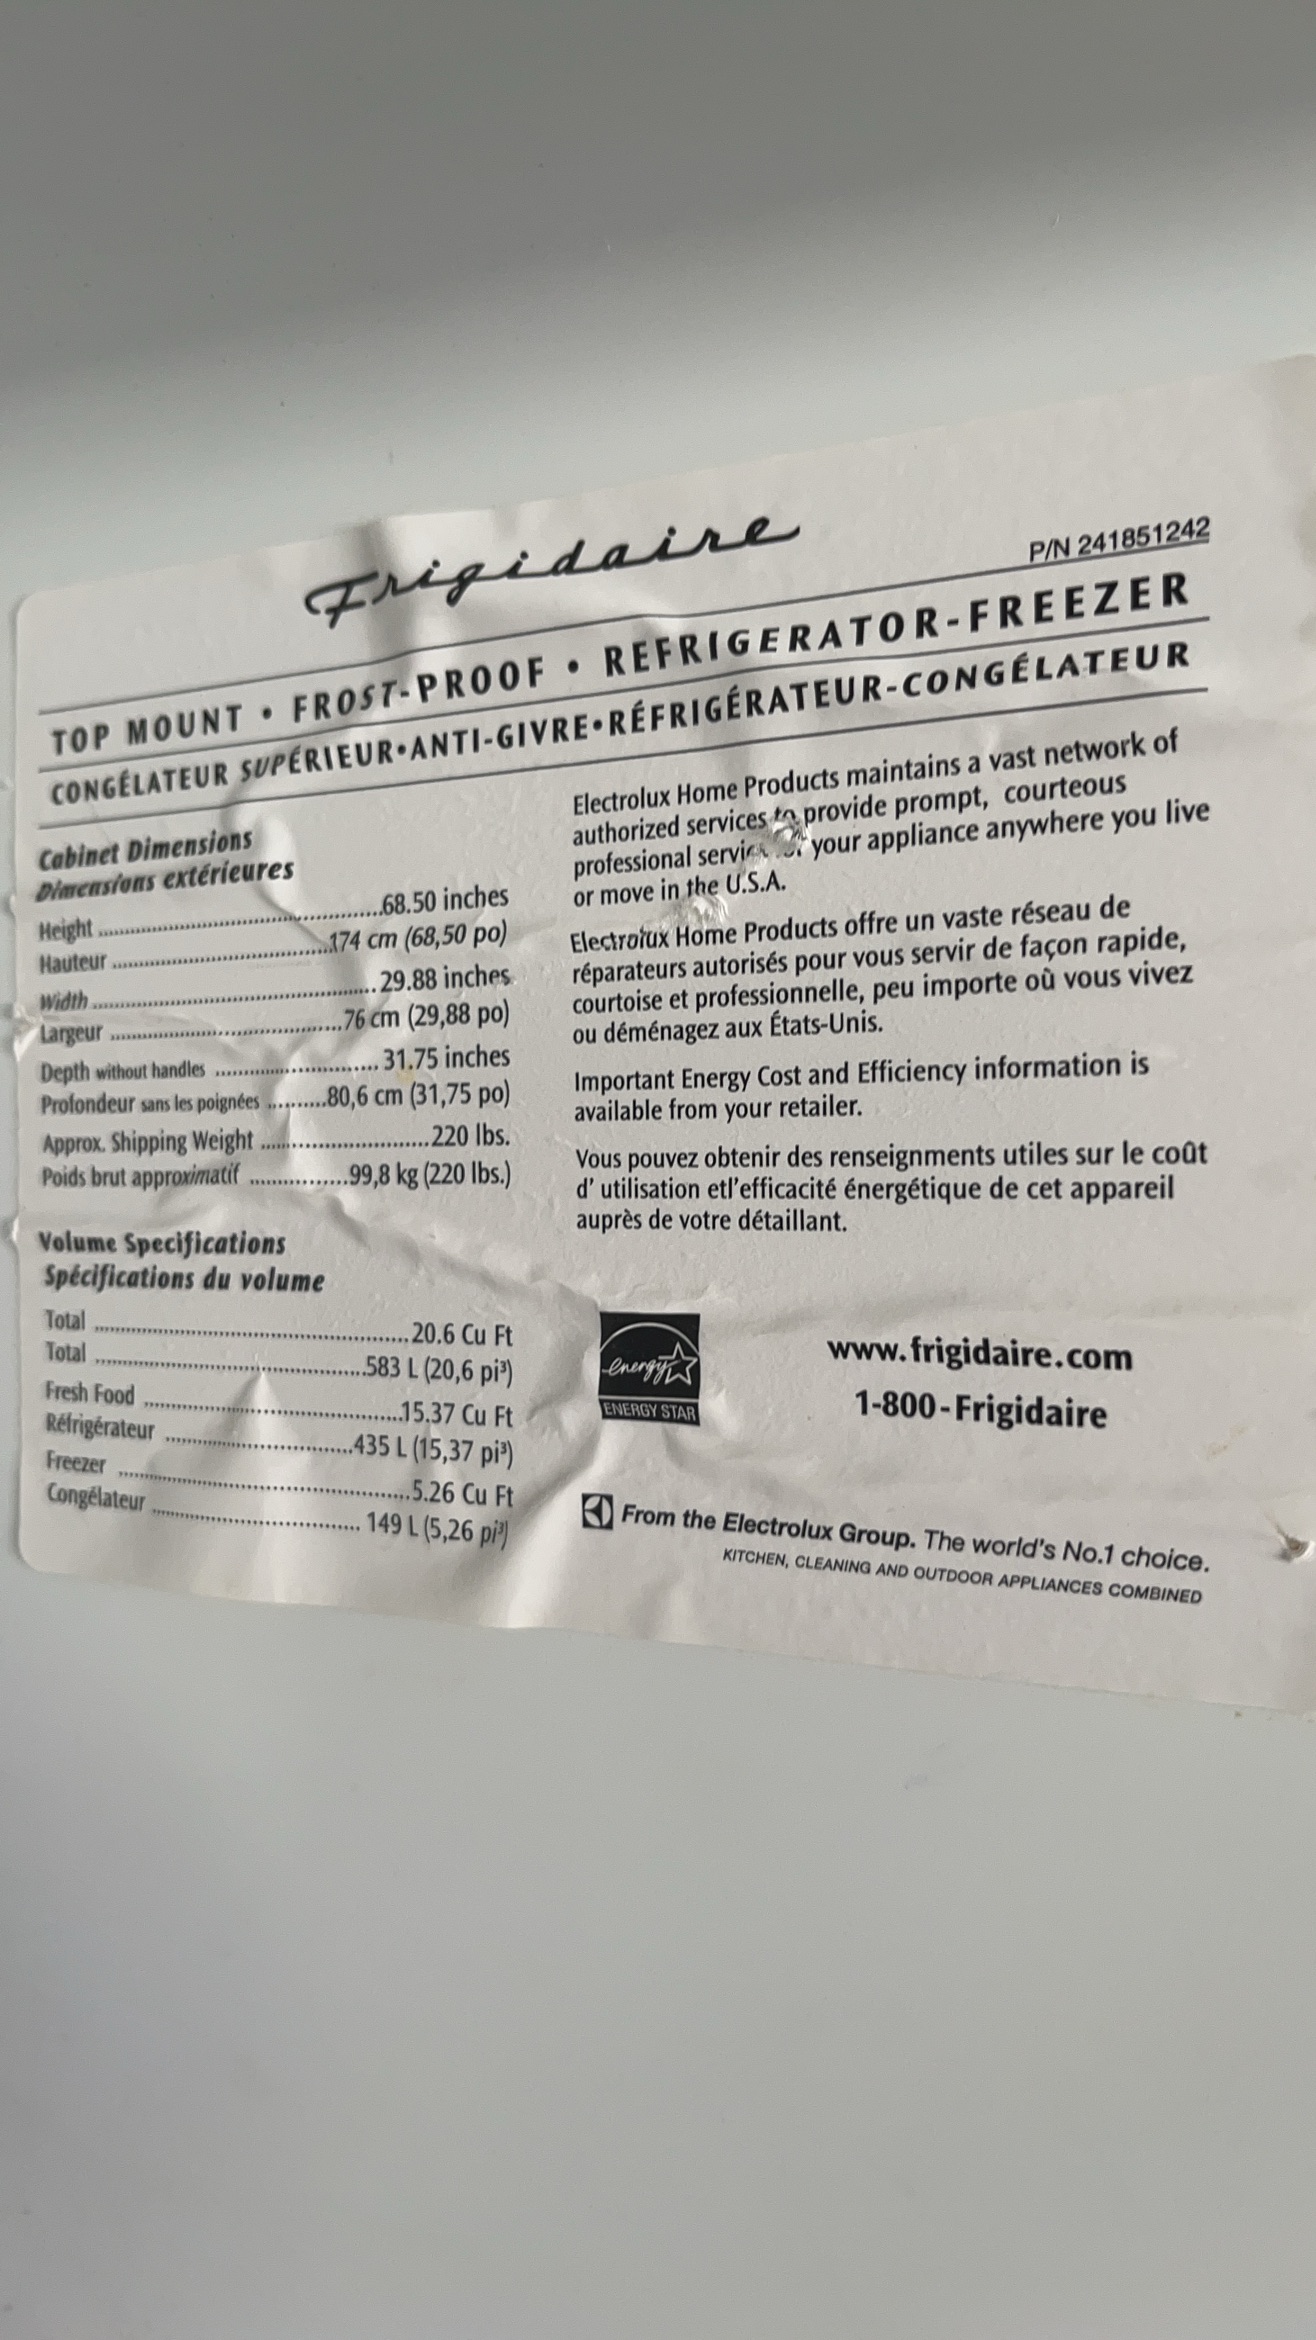 Frigidaire
P/N 241851242
TOP MOUNT • FROST-PROOF • REFRIGERATOR-FREEZER
CONGÉLATEUR SUPÉRIEUR•ANTI-GIVRE•RÉFRIGÉRATEUR-CONGÉLATEUR
Cabinet Dimensions
Dimensions extérieures
Height ........................................68.50 inches
Hauteur ..............................174 cm (68,50 po)
Width ........................................29.88 inches
Largeur ................................76 cm (29,88 po)
Depth without handles ....................... 31.75 inches
Profondeur sans les poignées ..........80,6 cm (31,75 po)
Approx. Shipping Weight ............................220 lbs.
Poids brut approximatif ................99,8 kg (220 lbs.)
Volume Specifications
Spécifications du volume
Total ..................................................20.6 Cu Ft
Total ...........................................583 L (20,6 pi³)
Fresh Food .......................................15.37 Cu Ft
Réfrigérateur .............................435 L (15,37 pi³)
Freezer ............................................5.26 Cu Ft
Congélateur ............................... 149 L (5,26 pi³)
Electrolux Home Products maintains a vast network of
authorized services to provide prompt, courteous
professional your appliance anywhere you live
or move in the U.S.A.
Electrolux Home Products offre un vaste réseau de
réparateurs autorisés pour vous servir de façon rapide,
courtoise et professionnelle, peu importe où vous vivez
ou déménagez aux États-Unis.
Important Energy Cost and Efficiency information is
available from your retailer.
Vous pouvez obtenir des renseignments utiles sur le coût
d' utilisation etl'efficacité énergétique de cet appareil
auprès de votre détaillant.
energy
ENERGY STAR
www.frigidaire.com
1-800-Frigidaire
From the Electrolux Group. The world's No.1 choice.
KITCHEN, CLEANING AND OUTDOOR APPLIANCES COMBINED